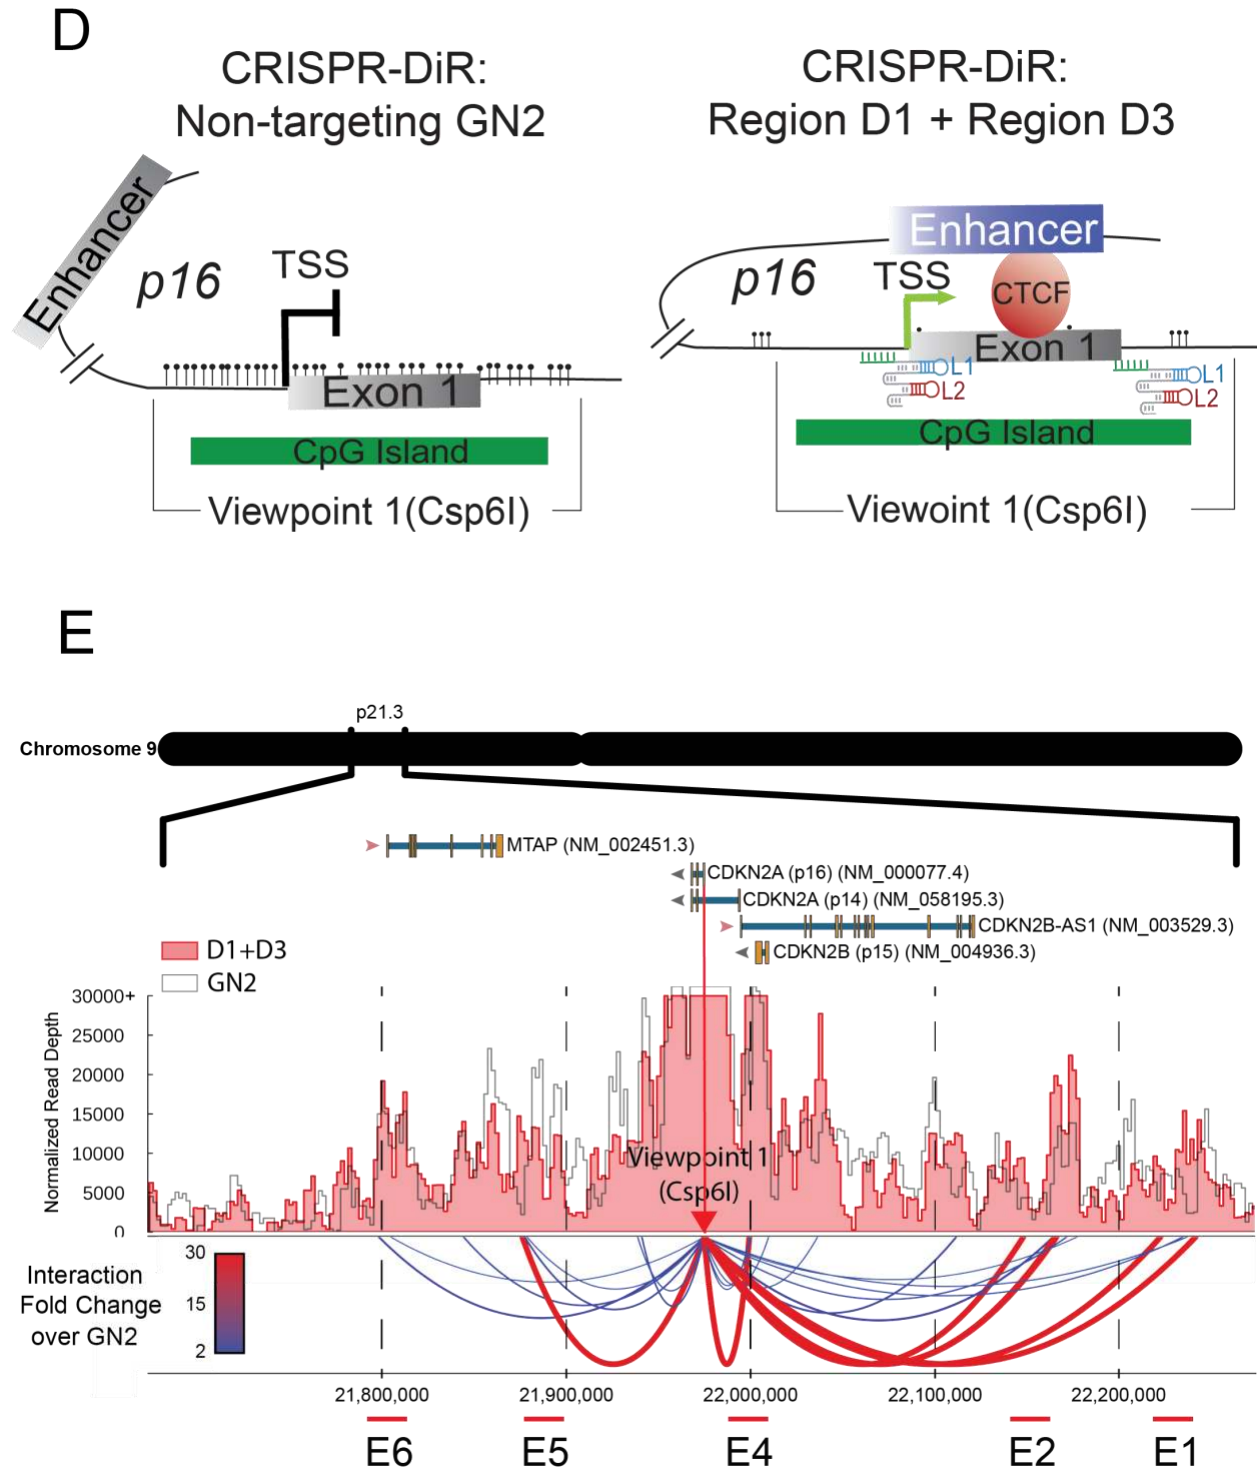 D
CRISPR-DiR:
Non-targeting GN2
Enhancer
p16
TSS
Exon 1
CpG Island
Viewpoint 1(Csp6I)
CRISPR-DiR:
Region D1 + Region D3
Enhancer
p16
TSS
CTCF
Exon 1
L1
L2
L1
L2
CpG Island
Viewoint 1(Csp6I)
E
p21.3
Chromosome 9
MTAP (NM_002451.3)
CDKN2A (p16) (NM_000077.4)
CDKN2A (p14) (NM_058195.3)
CDKN2B-AS1 (NM_003529.3)
CDKN2B (p15) (NM_004936.3)
D1+D3
GN2
Normalized Read Depth
30000+
25000
20000
15000
10000
5000
0
Viewpoint 1
(Csp6I)
Interaction
Fold Change
over GN2
30
15
2
21,800,000
21,900,000
22,000,000
22,100,000
22,200,000
E6
E5
E4
E2
E1